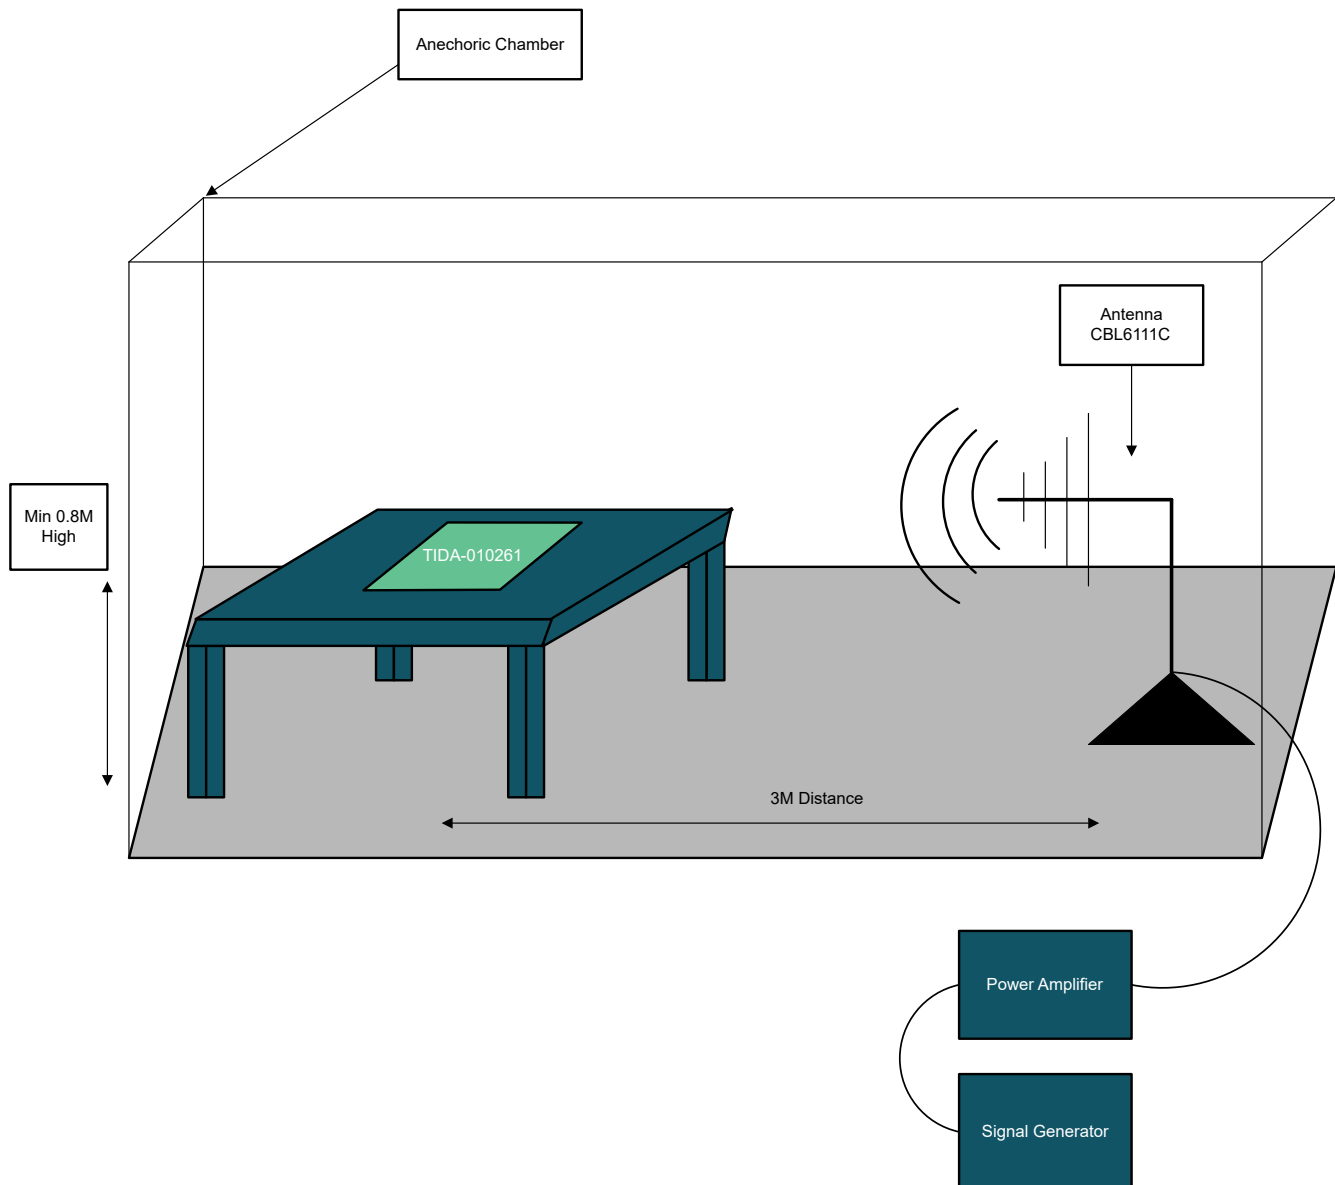 Anechoric Chamber
Antenna
CBL6111C
Min 0.8M
High
TIDA-010261
3M Distance
Power Amplifier
Signal Generator